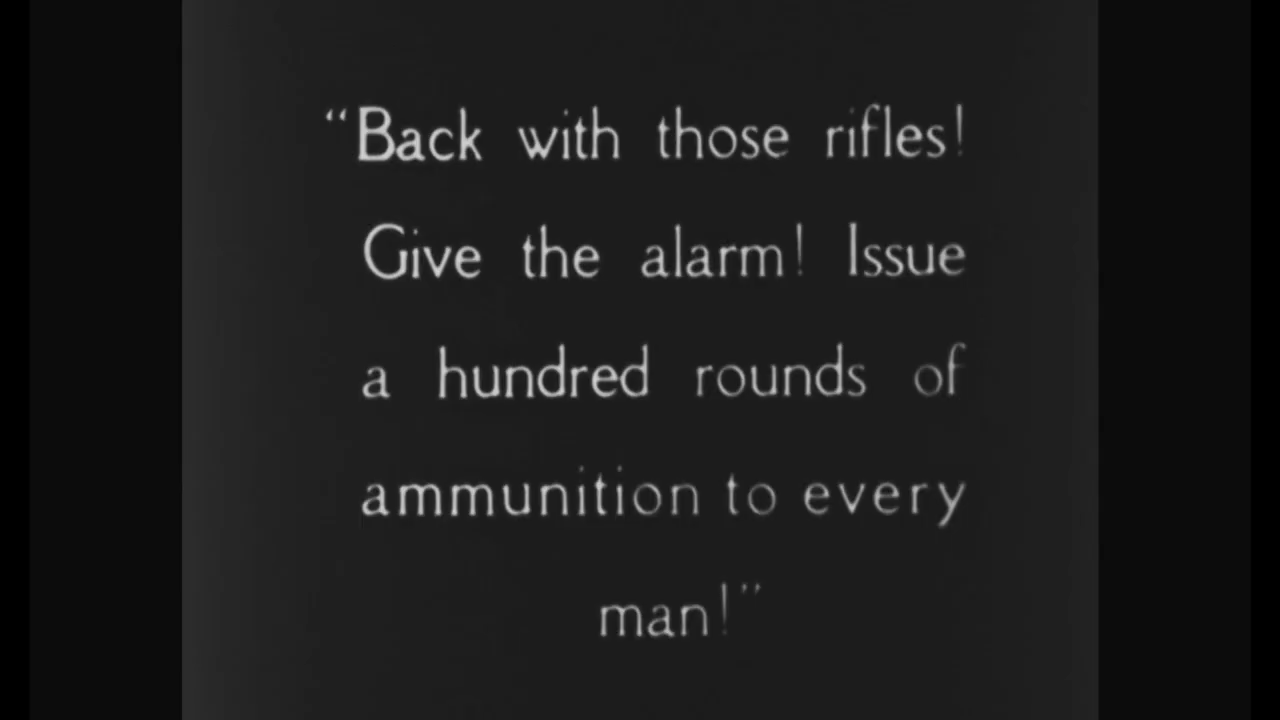 “Back with those rifles!
Give the alarm! Issue
a hundred rounds of
ammunition to every
man!”